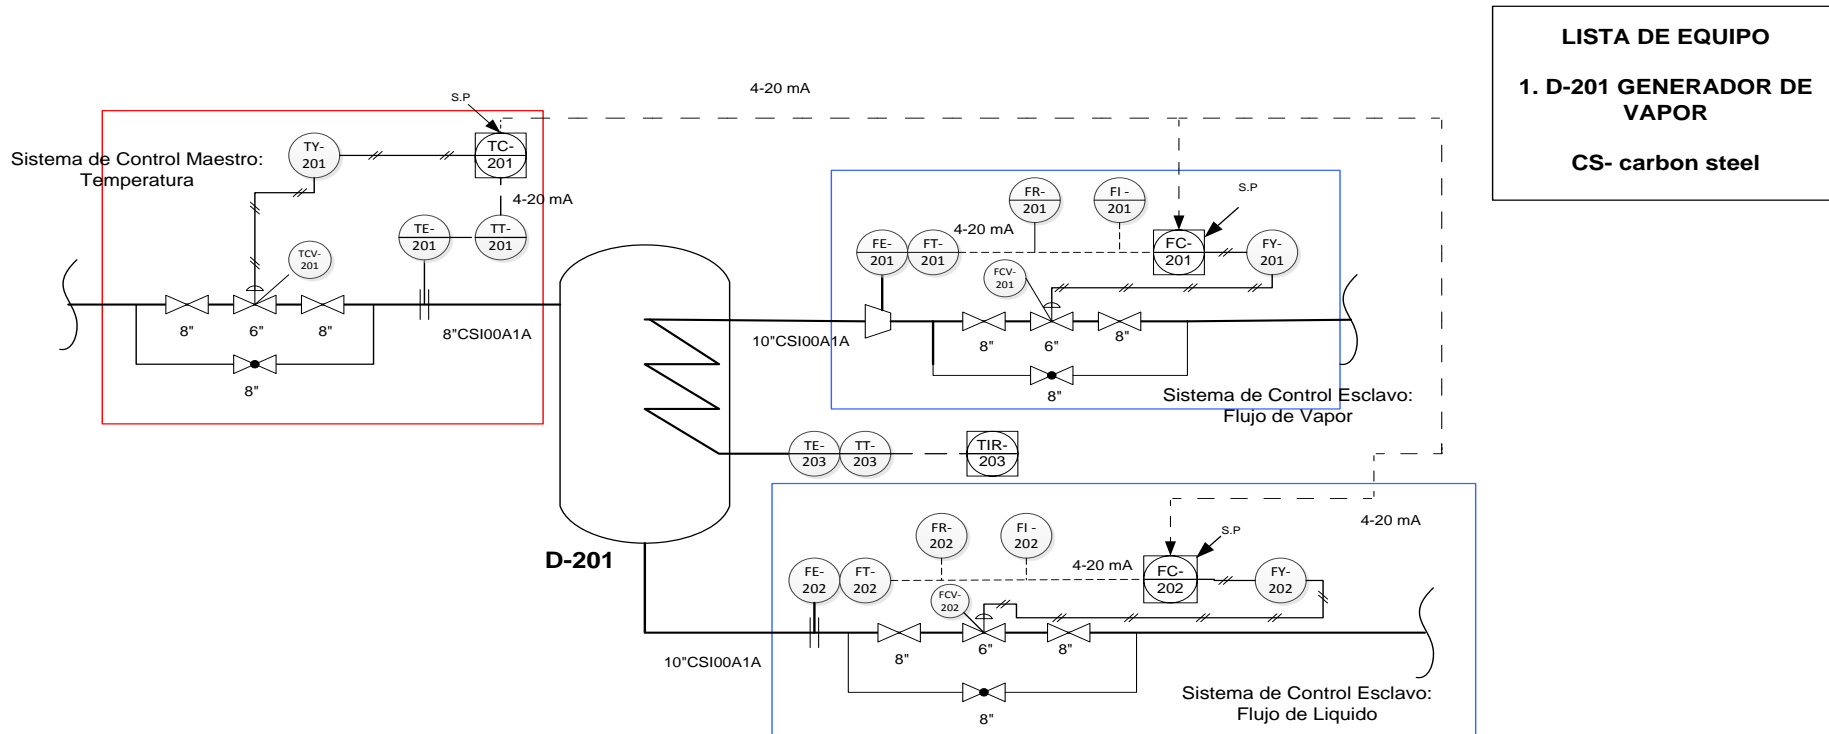 LISTA DE EQUIPO
1. D-201 GENERADOR DE
VAPOR
CS- carbon steel
4-20 mA
S.P
Sistema de Control Maestro:
Temperatura
TY-
201
TC-
201
4-20 mA
TE-
201
TT-
201
TCV-
201
8"
6"
8"
8"
8"CSI00A1A
D-201
FR-
201
FI -
201
S.P
4-20 mA
FE-
201
FT-
201
FC-
201
FY-
201
FCV-
201
10"CSI00A1A
8"
6"
8"
8"
Sistema de Control Esclavo:
Flujo de Vapor
TE-
203
TT-
203
TIR-
203
4-20 mA
FR-
202
FI -
202
S.P
4-20 mA
FE-
202
FT-
202
FC-
202
FY-
202
FCV-
202
10"CSI00A1A
8"
6"
8"
8"
Sistema de Control Esclavo:
Flujo de Liquido